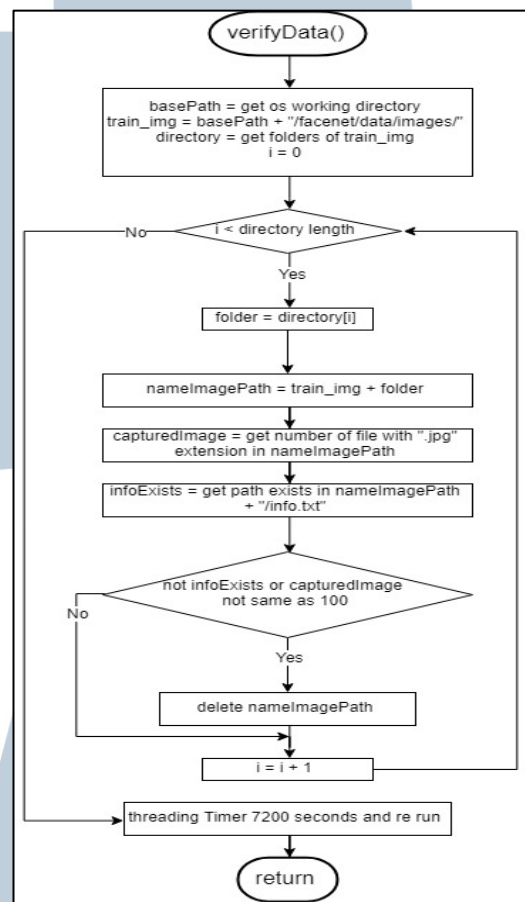 verifyData()
basePath = get os working directory
train_img = basePath + "/facenet/data/images/"
directory = get folders of train_img
i = 0
i < directory length
No
Yes
folder = directory[i]
nameImagePath = train_img + folder
capturedImage = get number of file with ".jpg"
extension in nameImagePath
infoExists = get path exists in nameImagePath
+ "/info.txt"
not infoExists or capturedImage
not same as 100
No
Yes
delete nameImagePath
i = i + 1
threading Timer 7200 seconds and re run
return